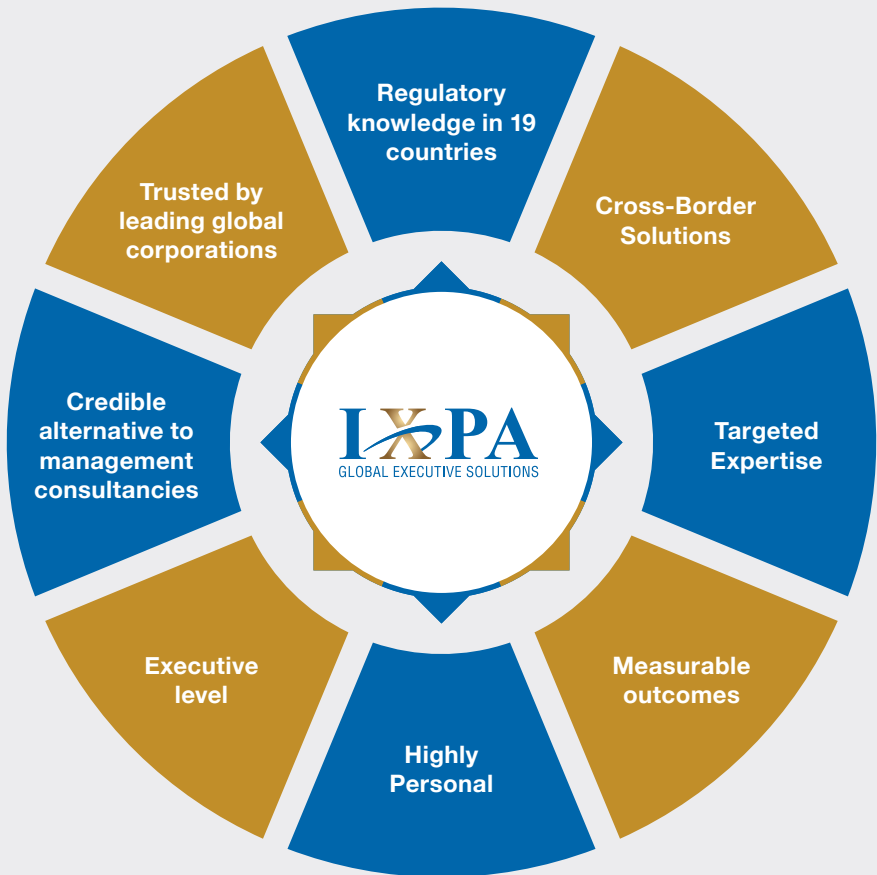 Regulatory
knowledge in 19
countries
Cross-Border
Solutions
Targeted
Expertise
Measurable
outcomes
Highly
Personal
Executive
level
Credible
alternative to
management
consultancies
Trusted by
leading global
corporations
IXPA
GLOBAL EXECUTIVE SOLUTIONS